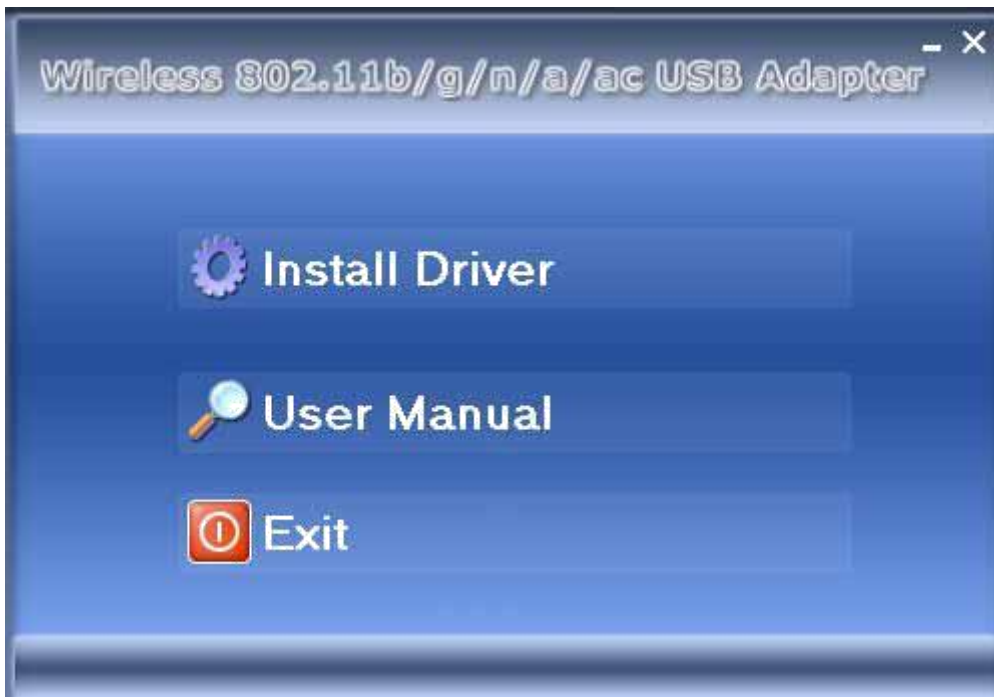 Wireless 802.11b/g/n/a/ac USB Adapter
Install Driver
User Manual
Exit